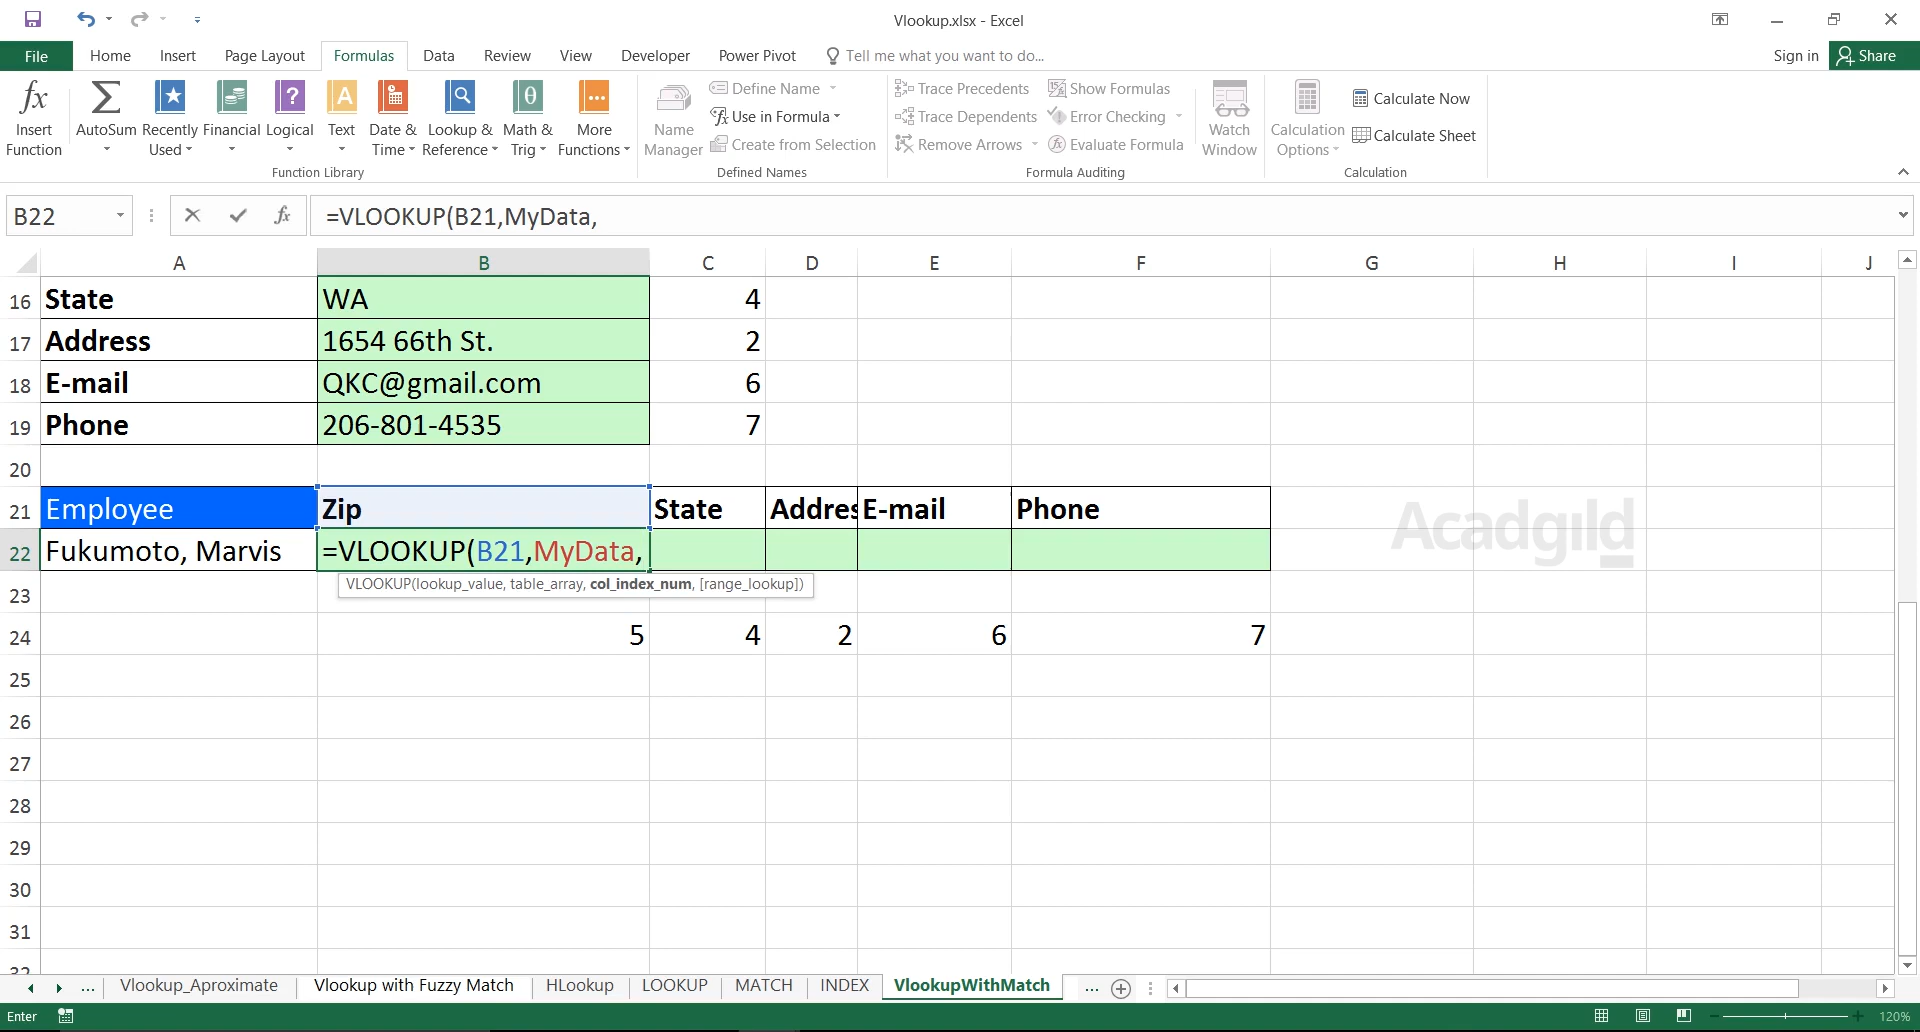 Vlookup.xlsx - Excel
File Home Insert Page Layout Formulas Data Review View Developer Power Pivot Tell me what you want to do... Sign in Share
Insert Function
AutoSum
Recently Used
Financial
Logical
Text
Date & Time
Lookup & Reference
Math & Trig
More Functions
Function Library
Name Manager
Define Name
Use in Formula
Create from Selection
Defined Names
Trace Precedents
Trace Dependents
Remove Arrows
Show Formulas
Error Checking
Evaluate Formula
Formula Auditing
Watch Window
Calculation Options
Calculate Now
Calculate Sheet
Calculation
B22 fx =VLOOKUP(B21,MyData,
A B C D E F G H I J
16 State WA 4
17 Address 1654 66th St. 2
18 E-mail QKC@gmail.com 6
19 Phone 206-801-4535 7
20
21 Employee Zip State Addres E-mail Phone
Acadgild
22 Fukumoto, Marvis =VLOOKUP(B21,MyData,
VLOOKUP(lookup_value, table_array, col_index_num, [range_lookup])
23
24 5 4 2 6 7
25
26
27
28
29
30
31
32
... Vlookup_Aproximate Vlookup with Fuzzy Match HLookup LOOKUP MATCH INDEX VlookupWithMatch ...
Enter 120%